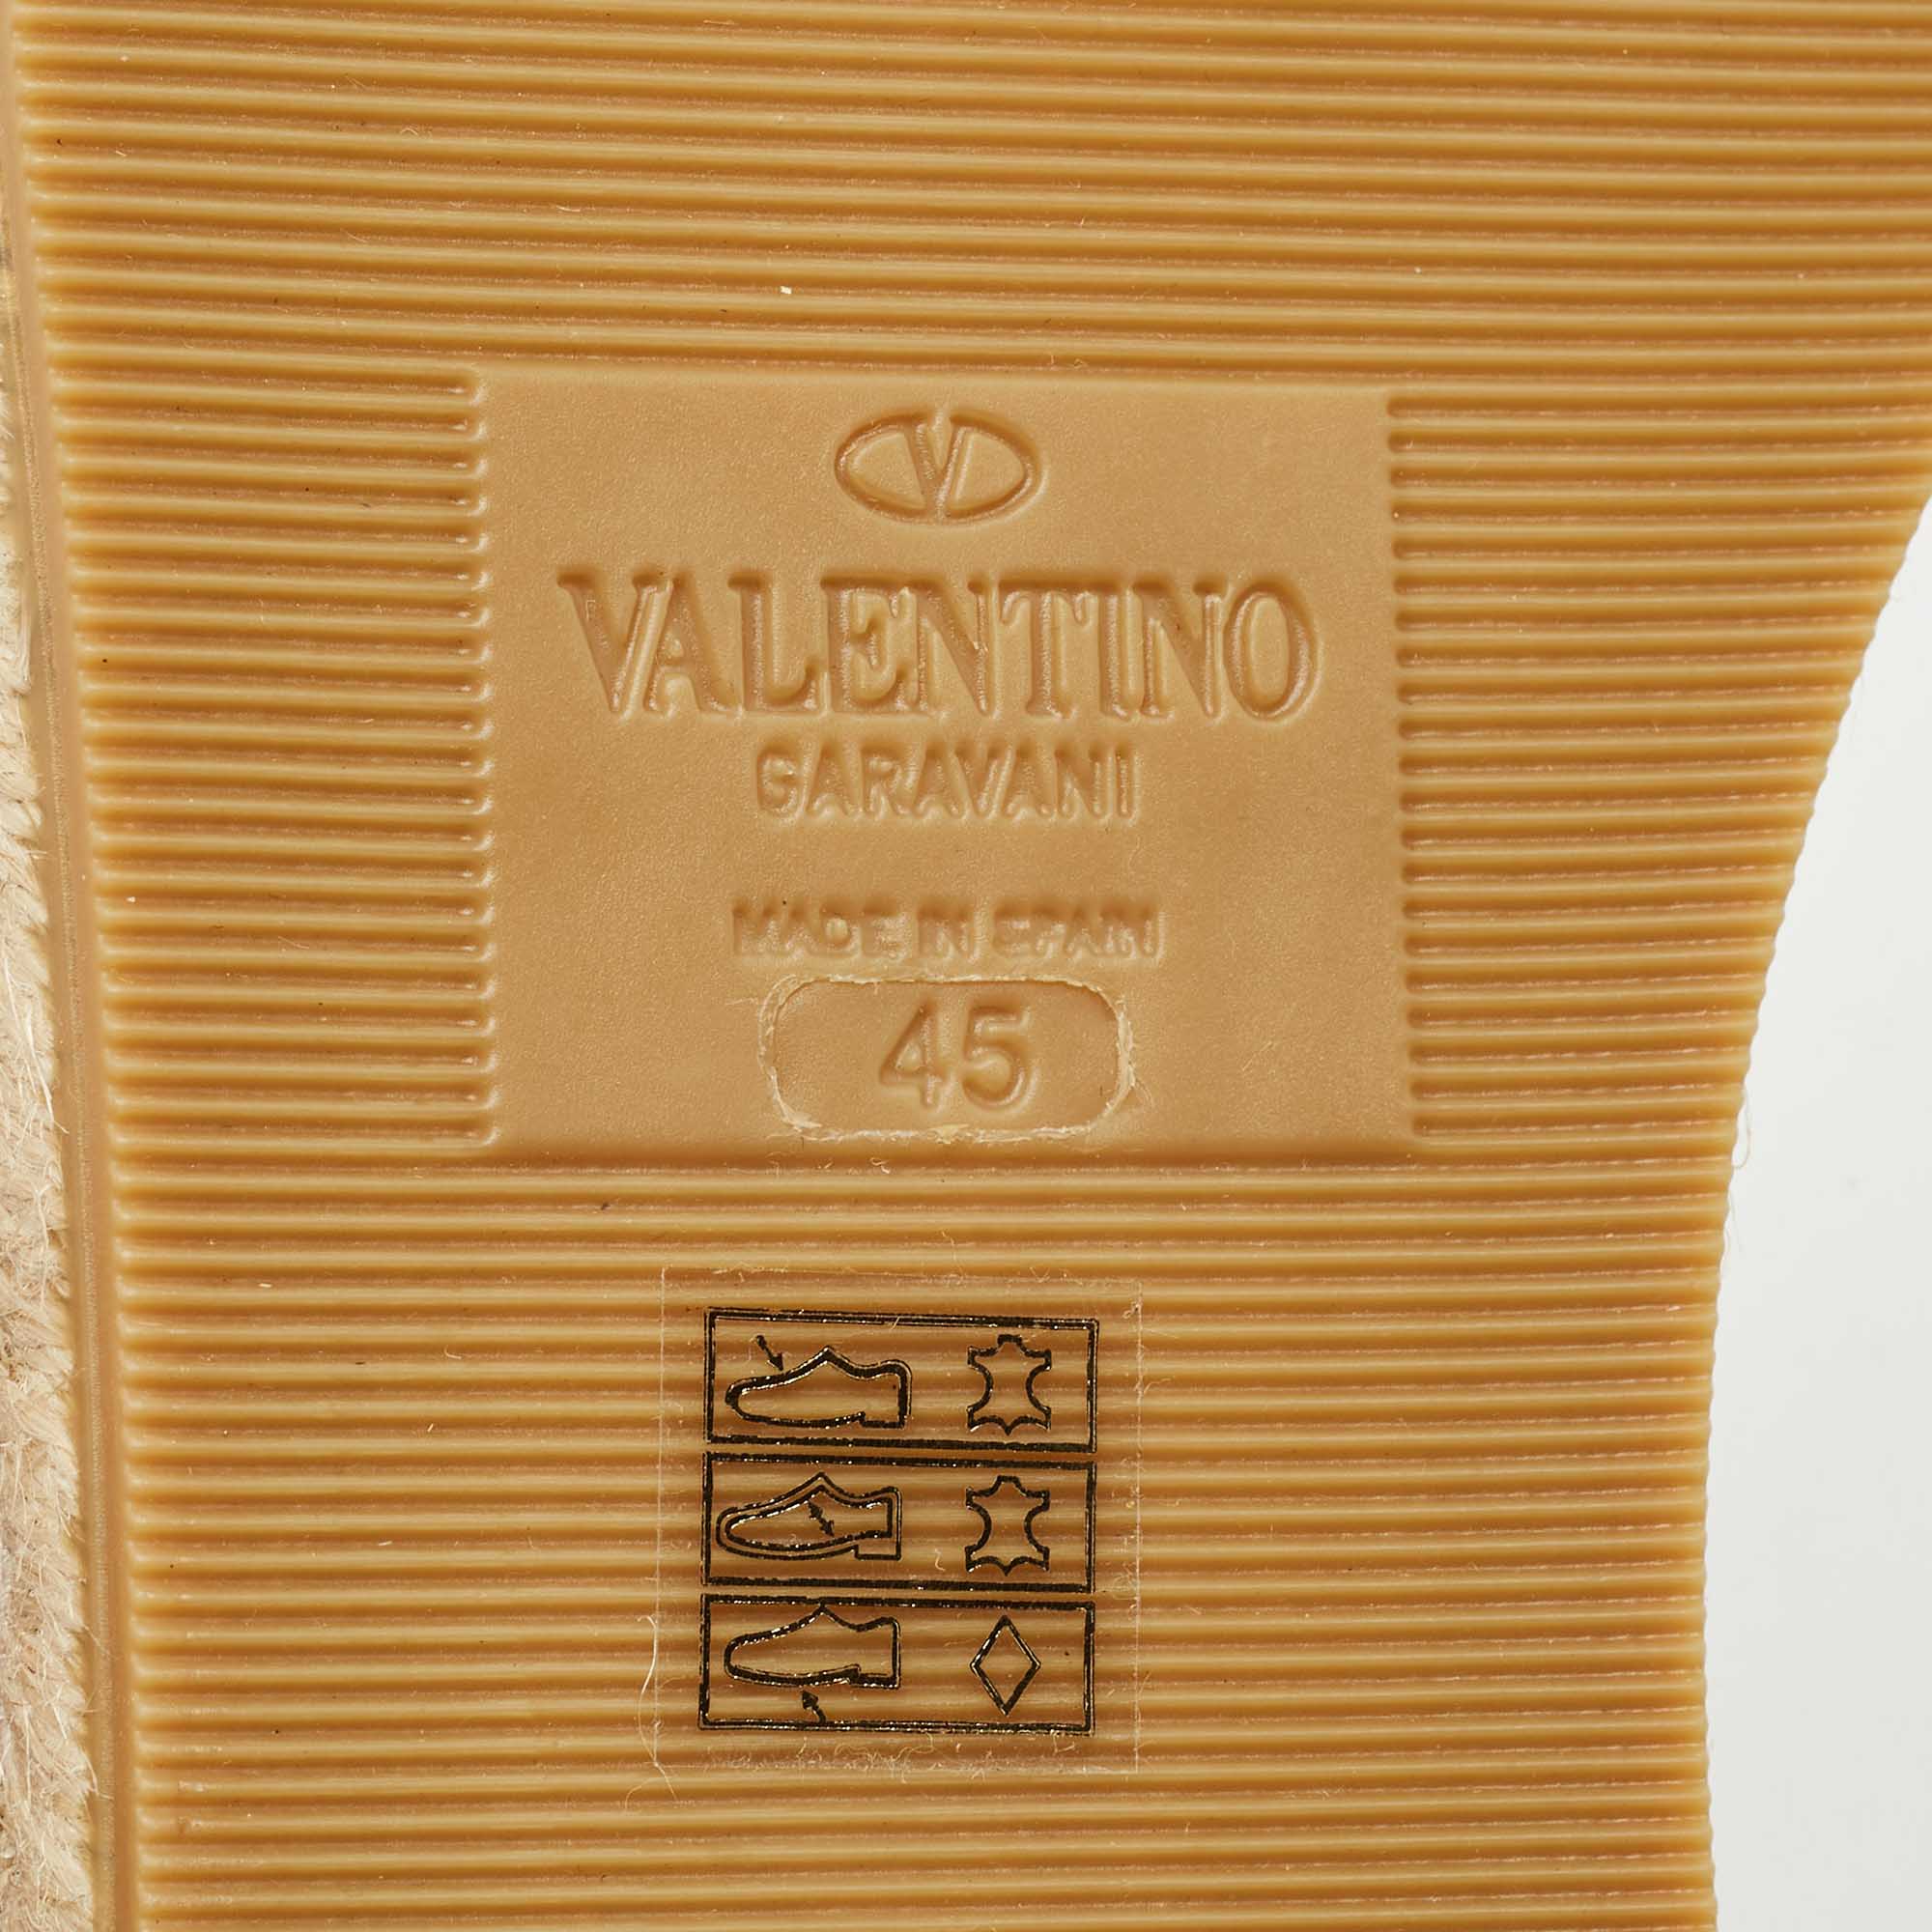 V
VALENTINO
GARAVANI
MADE IN SPAIN
45